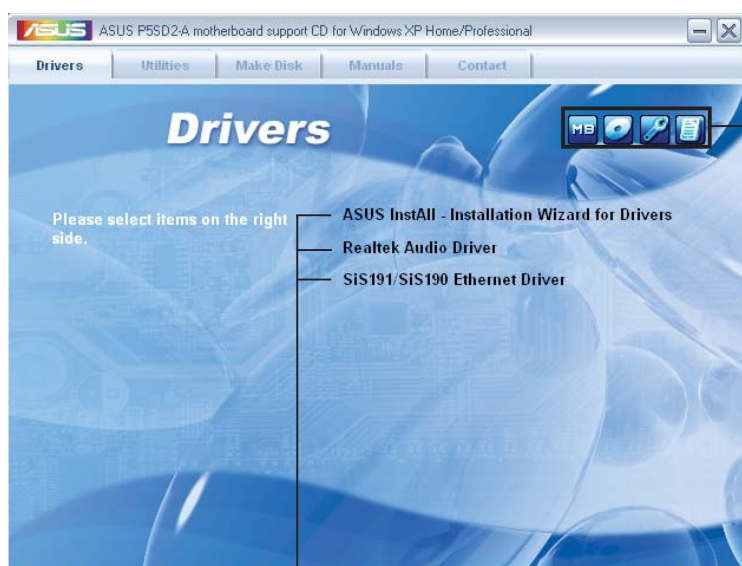 ASUS ASUS P5SD2-A motherboard support CD for Windows XP Home/Professional
Drivers Utilities Make Disk Manuals Contact
Drivers
MB
Please select items on the right
side.
ASUS InstAll - Installation Wizard for Drivers
Realtek Audio Driver
SiS191/SiS190 Ethernet Driver